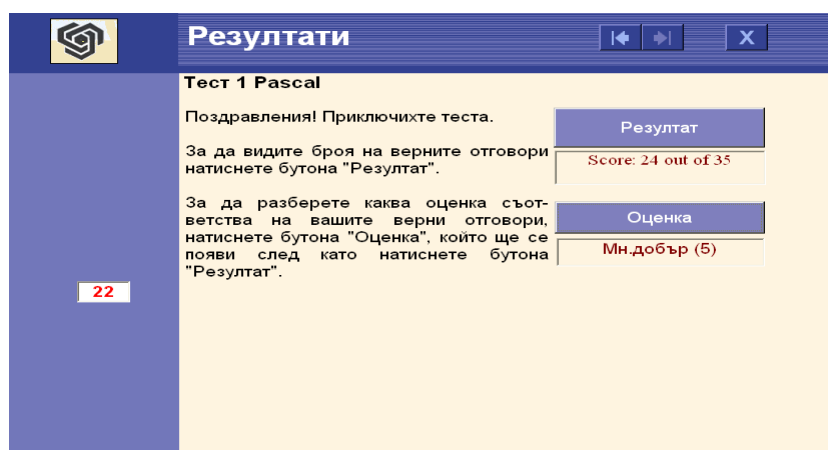 Резултати
X
Тест 1 Pascal
Поздравления! Приключихте теста.
За да видите броя на верните отговори
натиснете бутона "Резултат".
За да разберете каква оценка съот-
ветства на вашите верни отговори,
натиснете бутона "Оценка", който ще се
появи след като натиснете бутона
"Резултат".
Резултат
Score: 24 out of 35
Оценка
Мн.добър (5)
22